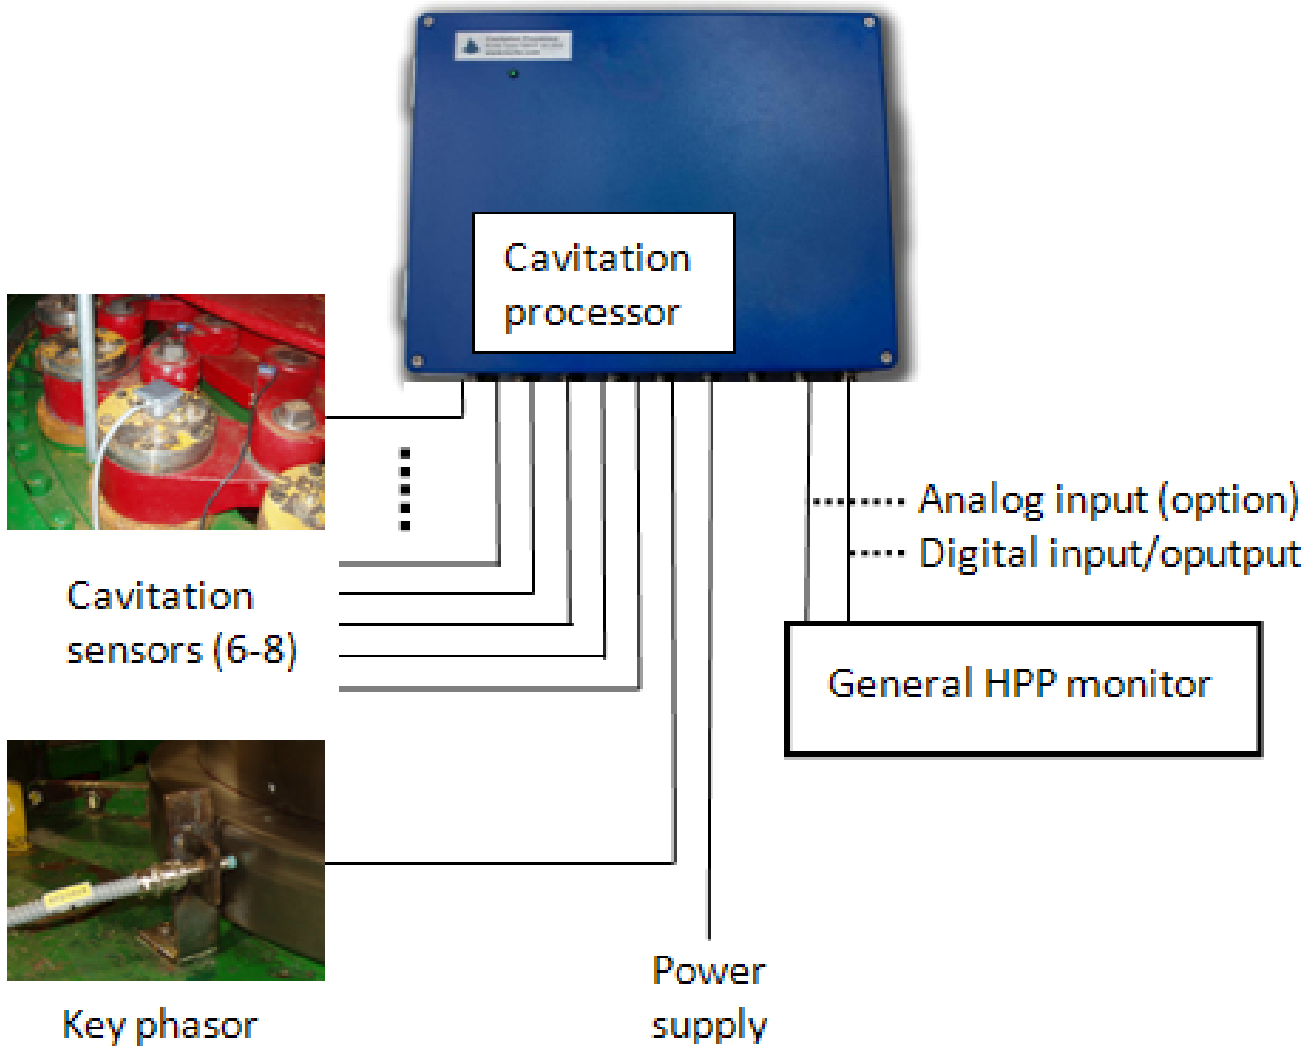 Cavitation
processor
Analog input (option)
Digital input/oputput
Cavitation
sensors (6-8)
General HPP monitor
Power
supply
Key phasor